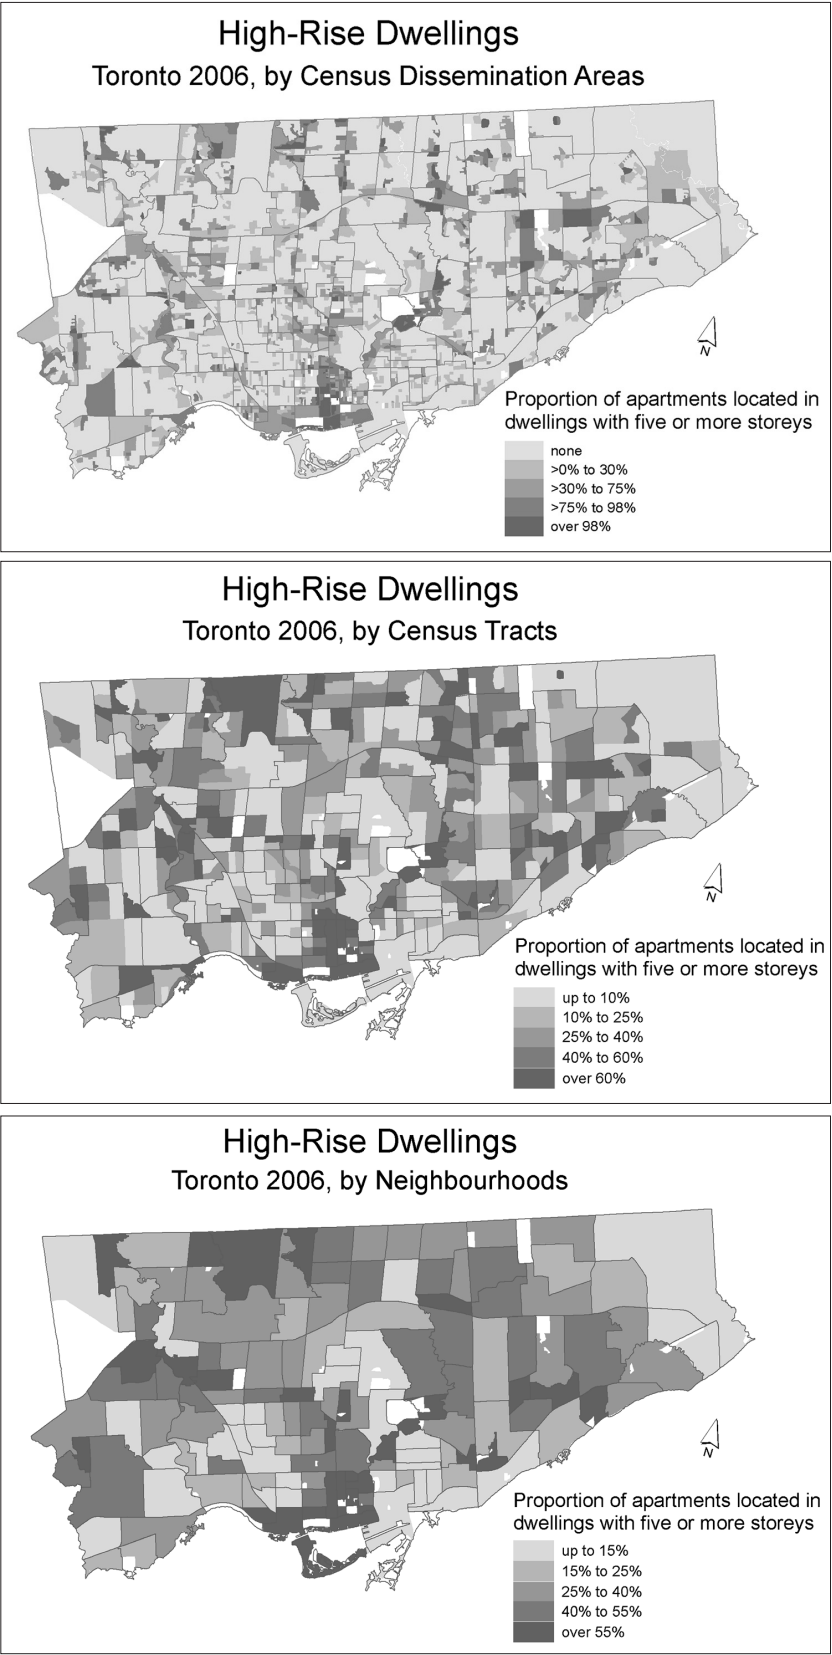 High-Rise Dwellings
Toronto 2006, by Census Dissemination Areas
N
Proportion of apartments located in
dwellings with five or more storeys
none
>0% to 30%
>30% to 75%
>75% to 98%
over 98%
High-Rise Dwellings
Toronto 2006, by Census Tracts
N
Proportion of apartments located in
dwellings with five or more storeys
up to 10%
10% to 25%
25% to 40%
40% to 60%
over 60%
High-Rise Dwellings
Toronto 2006, by Neighbourhoods
N
Proportion of apartments located in
dwellings with five or more storeys
up to 15%
15% to 25%
25% to 40%
40% to 55%
over 55%